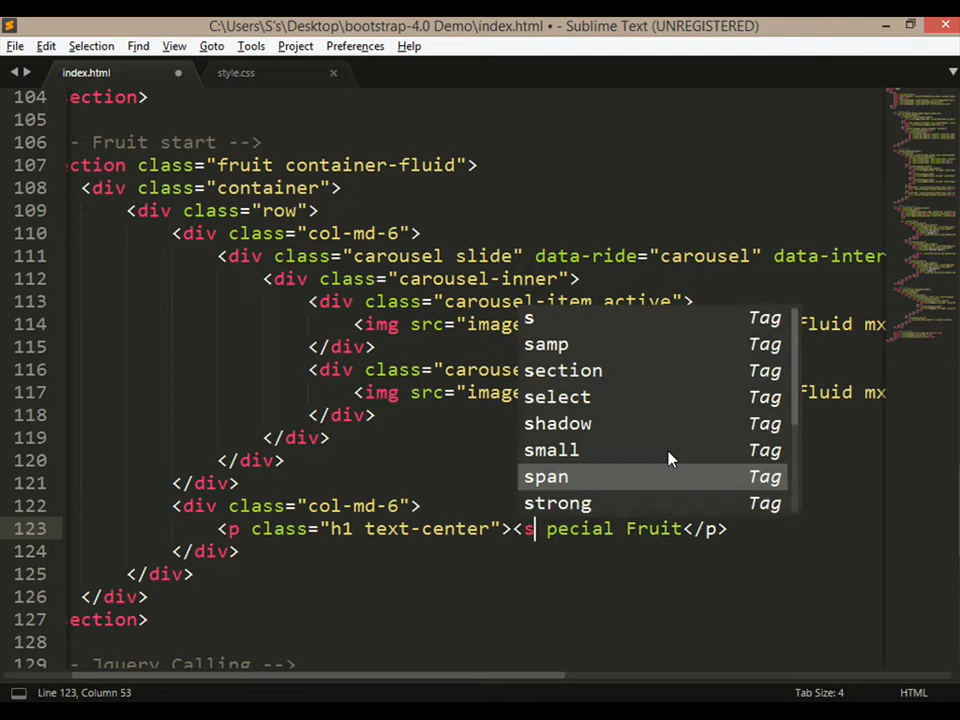 C:\Users\S's\Desktop\bootstrap-4.0 Demo\index.html • - Sublime Text (UNREGISTERED)
File Edit Selection Find View Goto Tools Project Preferences Help
index.html style.css
104 ection>
105
106 - Fruit start -->
107 ction class="fruit container-fluid">
108 <div class="container">
109 <div class="row">
110 <div class="col-md-6">
111 <div class="carousel slide" data-ride="carousel" data-inter
112 <div class="carousel-inner">
113 <div class="carousel-item active">
114 <img src="image fluid mx
115 </div>
116 <div class="carouse
117 <img src="image fluid mx
118 </div>
119 </div>
120 </div>
121 </div>
122 <div class="col-md-6">
123 <p class="h1 text-center"><s pecial Fruit</p>
124 </div>
125 </div>
126 </div>
127 ection>
128
129 - Jquery Calling -->
s Tag
samp Tag
section Tag
select Tag
shadow Tag
small Tag
span Tag
strong Tag
Line 123, Column 53 Tab Size: 4 HTML